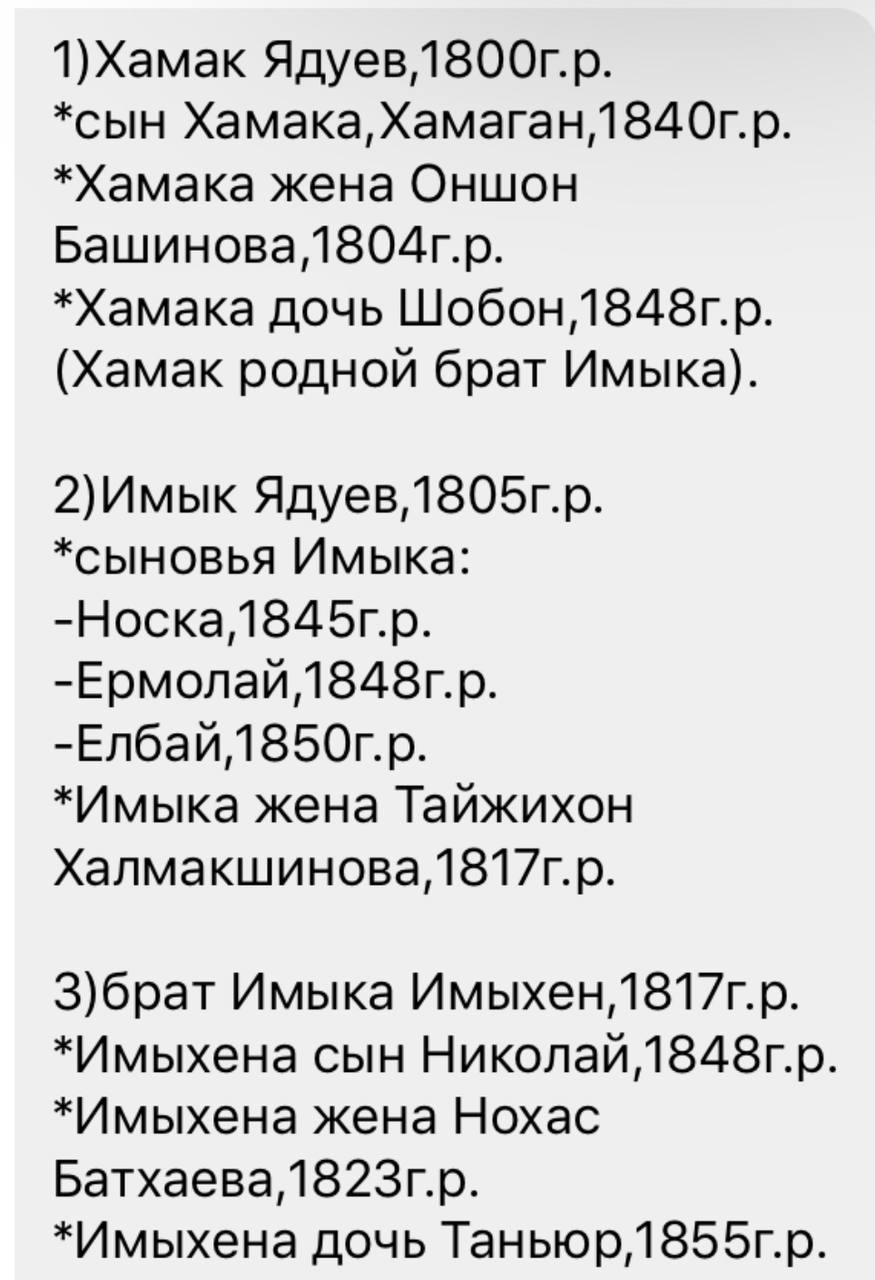 1)Хамак Ядуев,1800г.р.
*сын Хамака,Хамаган,1840г.р.
*Хамака жена Оншон
Башинова,1804г.р.
*Хамака дочь Шобон,1848г.р.
(Хамак родной брат Имыка).
2)Имык Ядуев,1805г.р.
*сыновья Имыка:
-Носка,1845г.р.
-Ермолай,1848г.р.
-Елбай,1850г.р.
*Имыка жена Тайжихон
Халмакшинова,1817г.р.
3)брат Имыка Имыхен,1817г.р.
*Имыхена сын Николай,1848г.р.
*Имыхена жена Нохас
Батхаева,1823г.р.
*Имыхена дочь Таньюр,1855г.р.